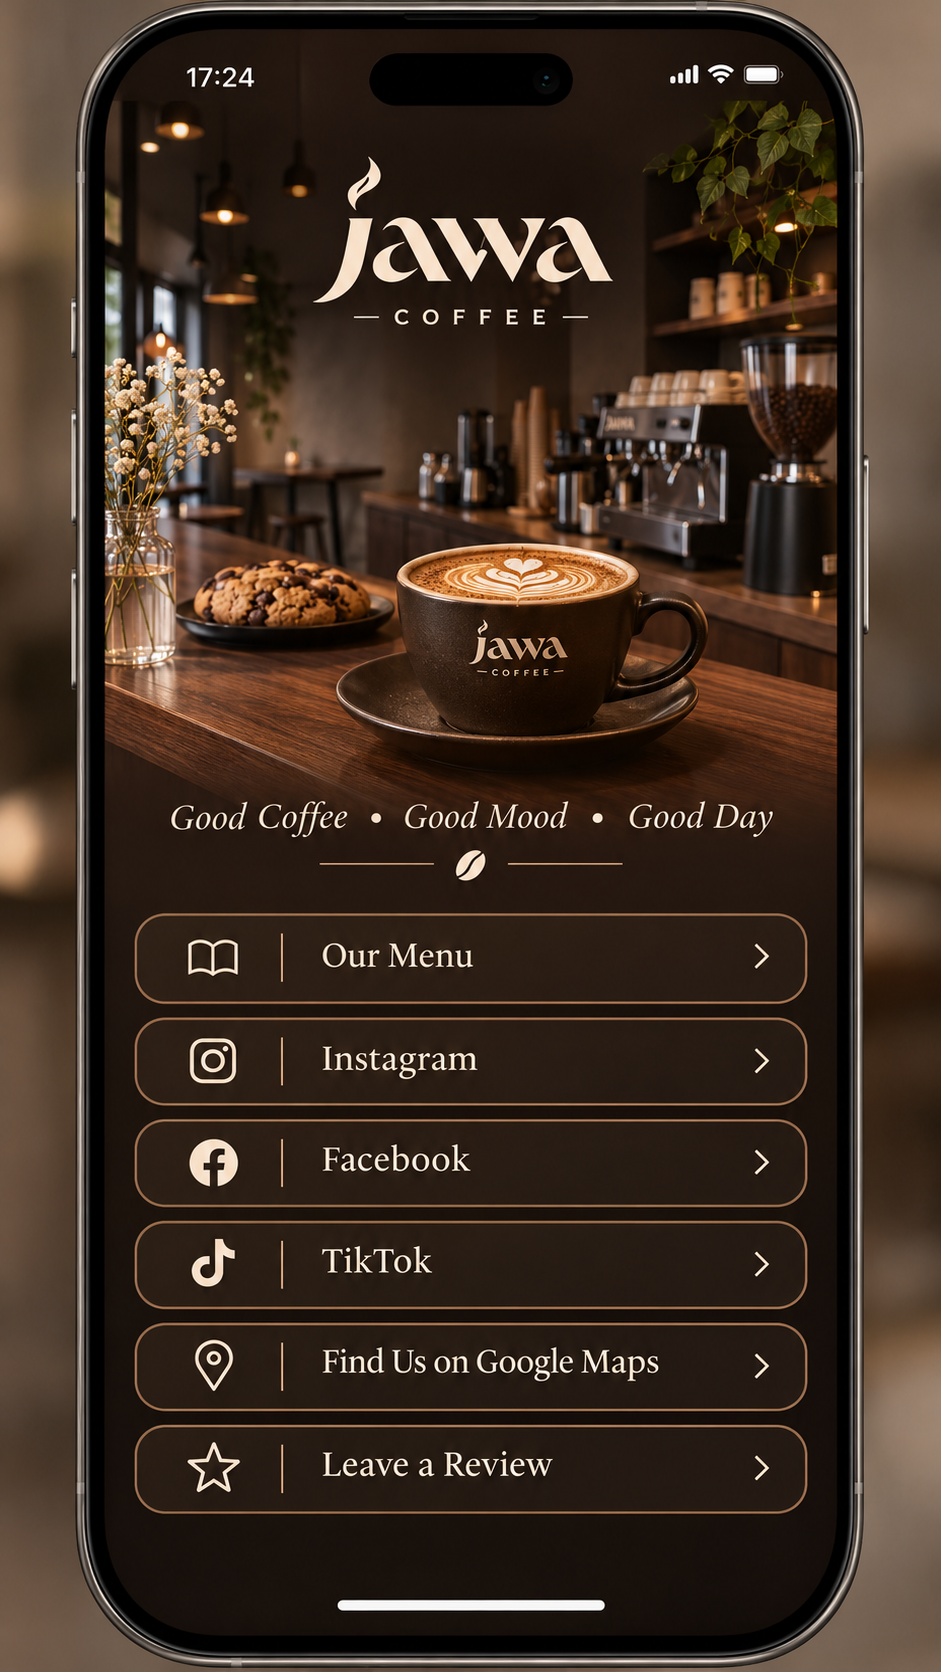 17:24
jawa
COFFEE
JAWA
jawa
COFFEE
Good Coffee • Good Mood • Good Day
Our Menu
Instagram
Facebook
TikTok
Find Us on Google Maps
Leave a Review